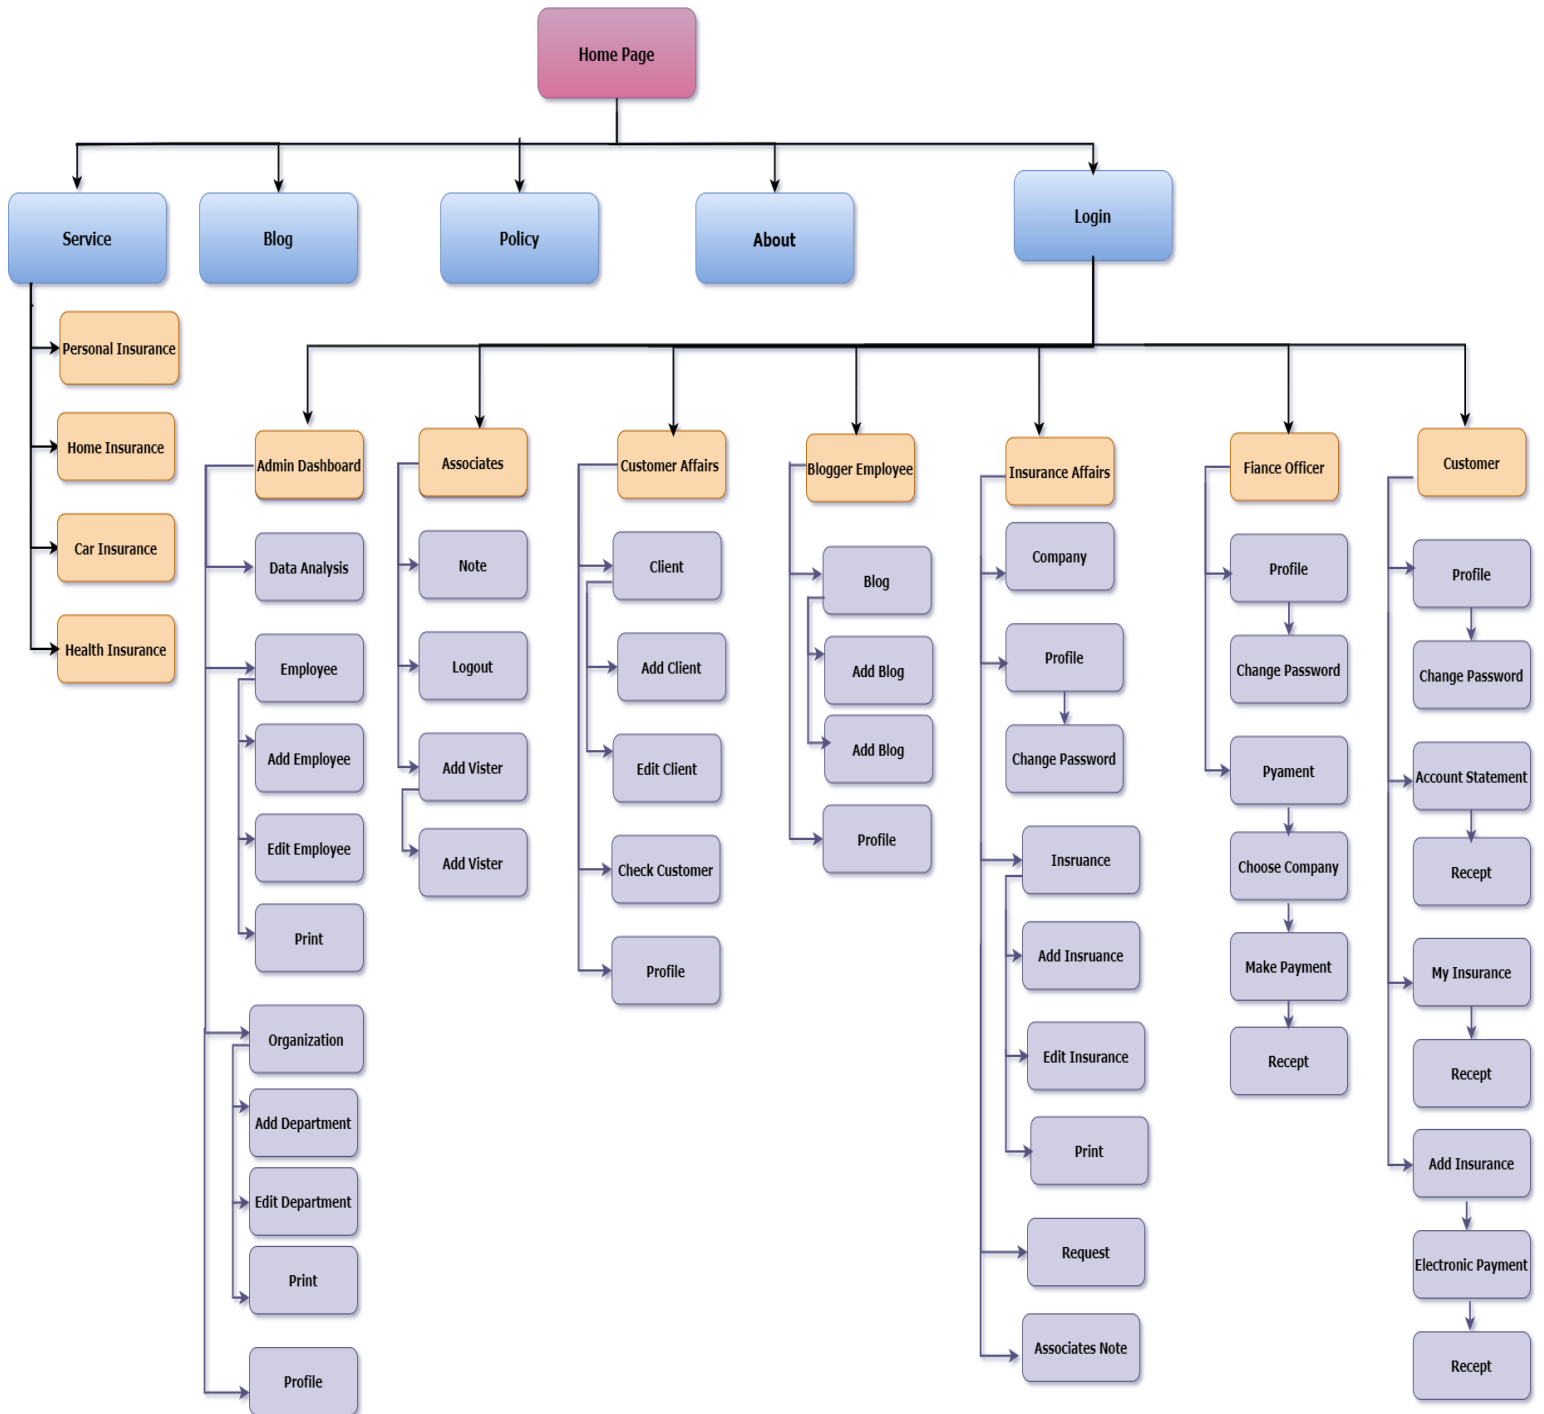 Home Page
Service
Blog
Policy
About
Login
Personal Insurance
Home Insurance
Car Insurance
Health Insurance
Admin Dashboard
Data Analysis
Employee
Add Employee
Edit Employee
Print
Organization
Add Department
Edit Department
Print
Profile
Associates
Note
Logout
Add Vister
Add Vister
Customer Affairs
Client
Add Client
Edit Client
Check Customer
Profile
Blogger Employee
Blog
Add Blog
Add Blog
Profile
Insurance Affairs
Company
Profile
Change Password
Insruance
Add Insruance
Edit Insurance
Print
Request
Associates Note
Fiance Officer
Profile
Change Password
Pyament
Choose Company
Make Payment
Recept
Customer
Profile
Change Password
Account Statement
Recept
My Insurance
Recept
Add Insurance
Electronic Payment
Recept